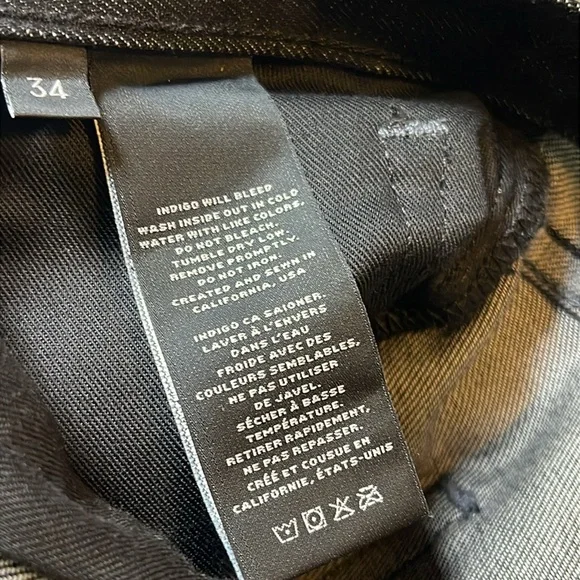 34
INDIGO WILL BLEED
WASH INSIDE OUT IN COLD
WATER WITH LIKE COLORS.
DO NOT BLEACH.
TUMBLE DRY LOW.
REMOVE PROMPTLY.
DO NOT IRON.
CREATED AND SEWN IN
CALIFORNIA, USA
INDIGO CA SAIGNER.
LAVER À L'ENVERS
DANS L'EAU
FROIDE AVEC DES
COULEURS SEMBLABLES,
NE PAS UTILISER
DE JAVEL.
SÉCHER À BASSE
TEMPÉRATURE.
RETIRER RAPIDEMENT,
NE PAS REPASSER.
CRÉÉ ET COUSUE EN
CALIFORNIE, ÉTATS-UNIS